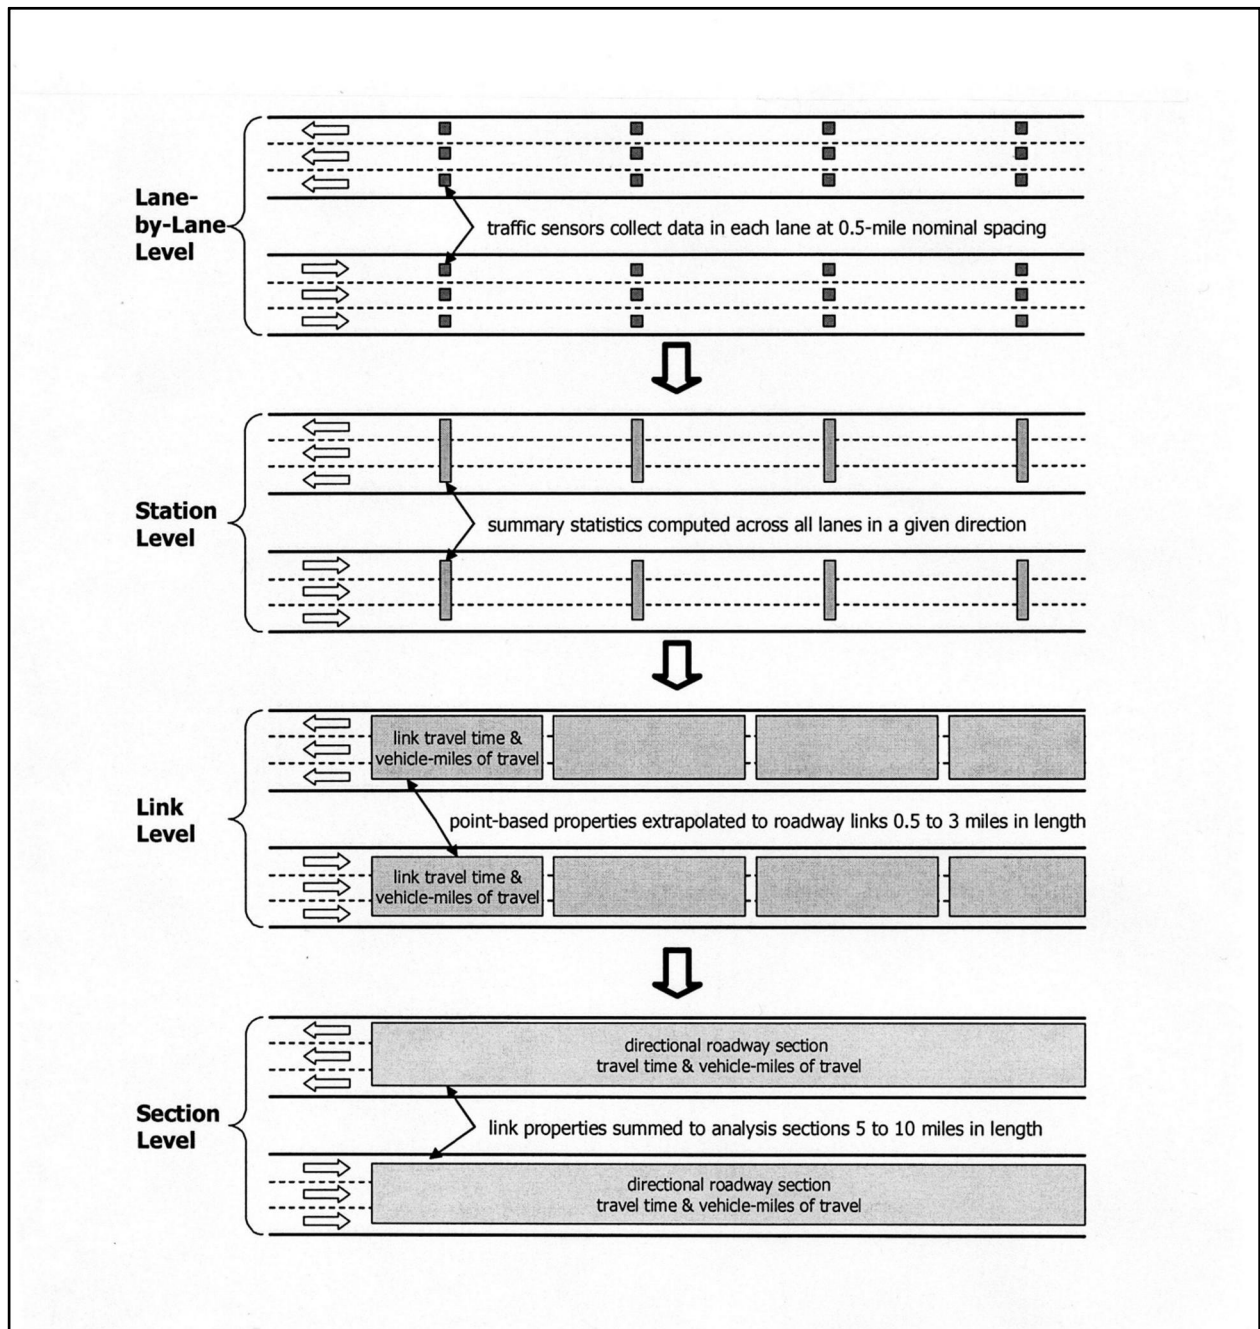 Lane-
by-Lane
Level
traffic sensors collect data in each lane at 0.5-mile nominal spacing
Station
Level
summary statistics computed across all lanes in a given direction
Link
Level
link travel time &
vehicle-miles of travel
point-based properties extrapolated to roadway links 0.5 to 3 miles in length
link travel time &
vehicle-miles of travel
Section
Level
directional roadway section
travel time & vehicle-miles of travel
link properties summed to analysis sections 5 to 10 miles in length
directional roadway section
travel time & vehicle-miles of travel